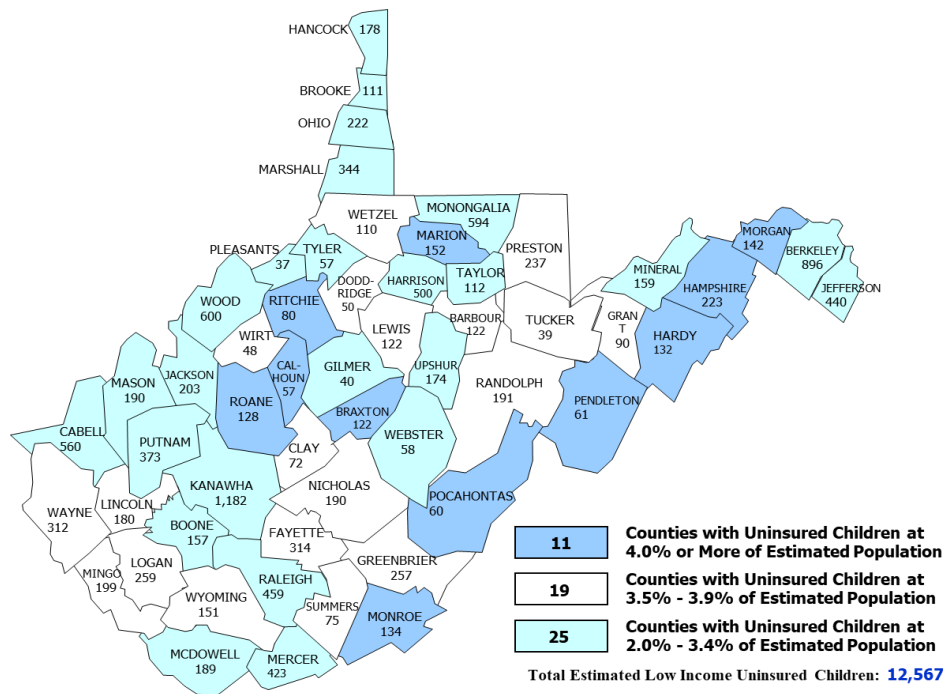 HANCOCK 178
BROOKE 111
OHIO 222
MARSHALL 344
WETZEL
110
MONONGALIA
594
MARION
152
PRESTON
237
MORGAN
142
BERKELEY
896
JEFFERSON
440
MINERAL
159
HAMPSHIRE
223
PLEASANTS
37
TYLER
57
DODD-
RIDGE
50
HARRISON
500
TAYLOR
112
WOOD
600
RITCHIE
80
BARBOUR
122
TUCKER
39
GRAN
T
90
HARDY
132
WIRT
48
LEWIS
122
CAL-
HOUN
57
GILMER
40
UPSHUR
174
RANDOLPH
191
PENDLETON
61
JACKSON
203
MASON
190
ROANE
128
BRAXTON
122
WEBSTER
58
CABELL
560
PUTNAM
373
CLAY
72
KANAWHA
1,182
NICHOLAS
190
POCAHONTAS
60
WAYNE
312
LINCOLN
180
BOONE
157
FAYETTE
314
GREENBRIER
257
MINGO
199
LOGAN
259
RALEIGH
459
WYOMING
151
SUMMERS
75
MONROE
134
MCDOWELL
189
MERCER
423
11 Counties with Uninsured Children at
4.0% or More of Estimated Population
19 Counties with Uninsured Children at
3.5% - 3.9% of Estimated Population
25 Counties with Uninsured Children at
2.0% - 3.4% of Estimated Population
Total Estimated Low Income Uninsured Children: 12,567